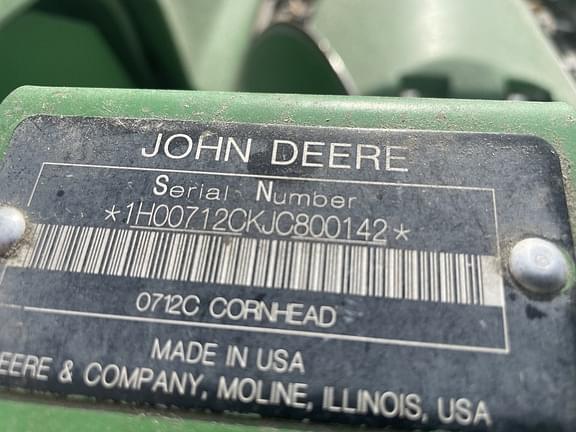 JOHN DEERE
Serial Number
*1H00712CKJC800142*
0712C CORNHEAD
MADE IN USA
EERE & COMPANY, MOLINE, ILLINOIS, USA